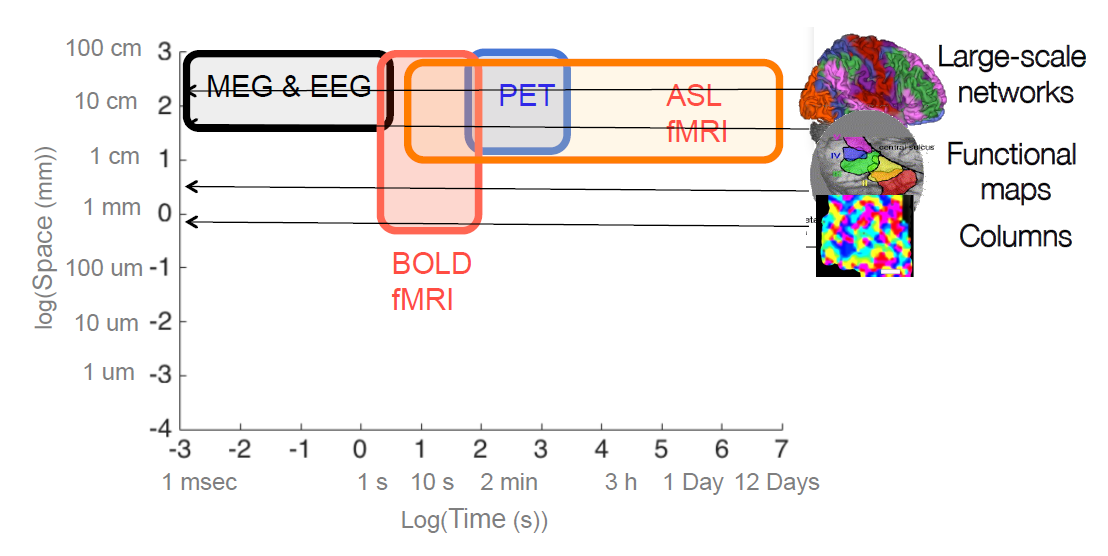 100 cm
10 cm
1 cm
1 mm
100 um
10 um
1 um
log(Space (mm))
3
2
1
0
-1
-2
-3
-4
MEG & EEG
PET
ASL
fMRI
BOLD
fMRI
Large-scale
networks
central sulcus
IV
Functional
maps
Columns
-3 -2 -1 0 1 2 3 4 5 6 7
1 msec 1 s 10 s 2 min 3 h 1 Day 12 Days
Log(Time (s))